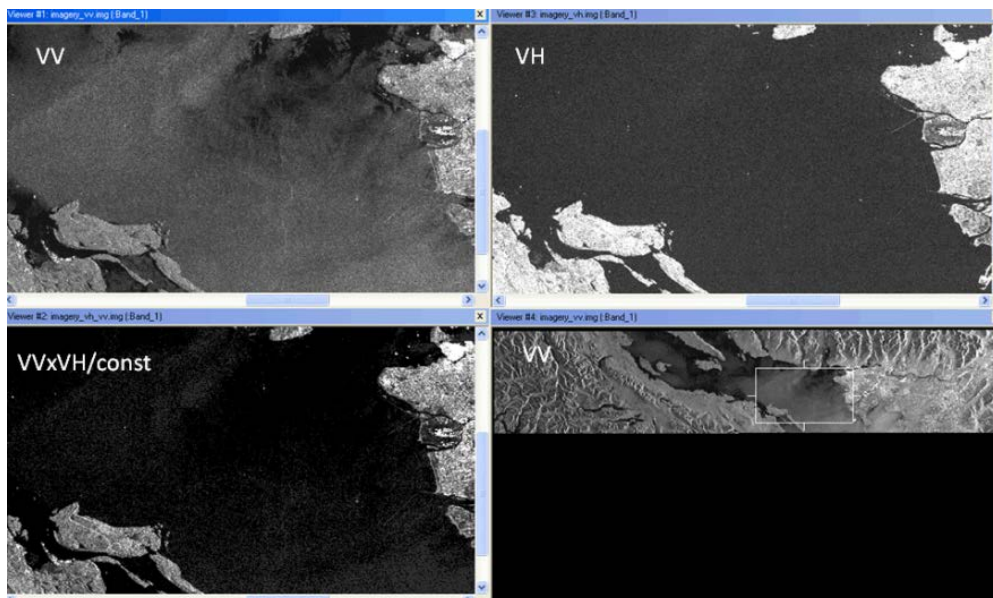 Viewer #1: imagery_vv.img (:Band_1)
VV
Viewer #3: imagery_vh.img (:Band_1)
VH
Viewer #2: imagery_vh_vv.img (:Band_1)
VVxVH/const
Viewer #4: imagery_vv.img (:Band_1)
VV